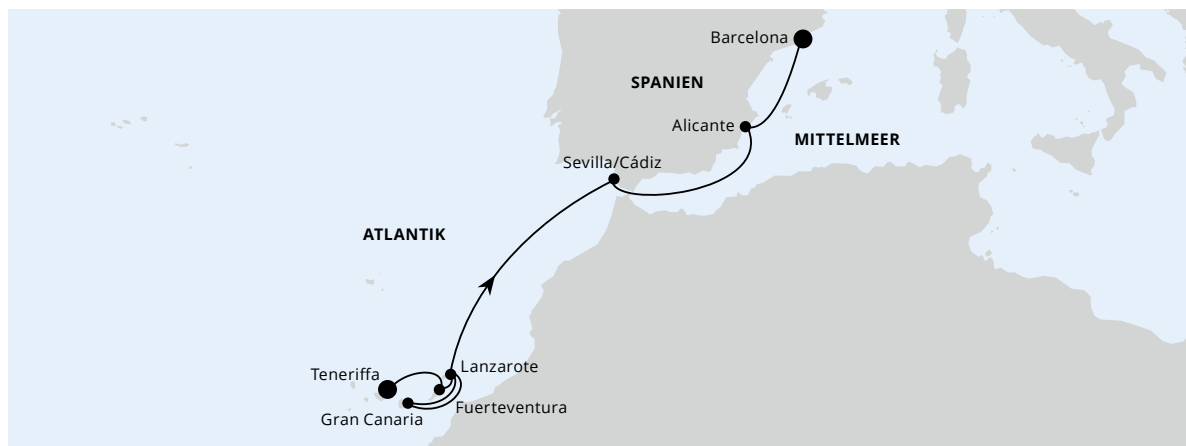 Barcelona
SPANIEN
Alicante
MITTELMEER
Sevilla/Cádiz
ATLANTIK
Lanzarote
Teneriffa
Fuerteventura
Gran Canaria